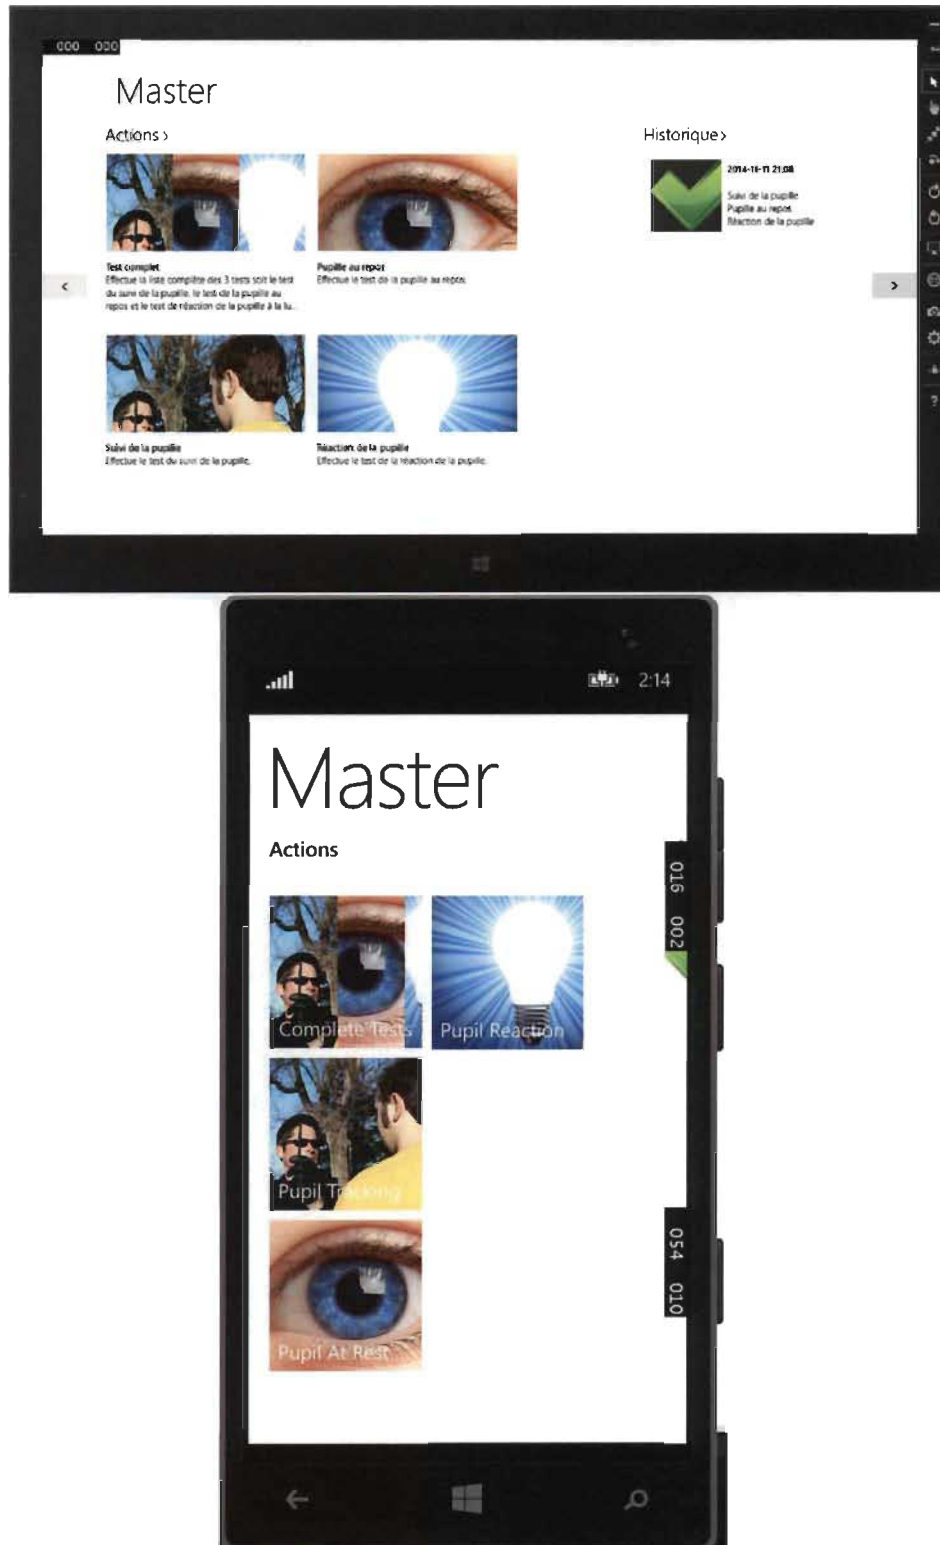 000 000
Master
Actions >
Historique >
2014-10-11 21:08
Suivi de la pupille
Pupille au repos
Réaction de la pupille
Test complet
Effectue la liste complète des 3 tests soit le test
du suivi de la pupille, le test de la pupille au
repos et le test de réaction de la pupille à la lu...
Pupille au repos
Effectue le test de la pupille au repos.
Suivi de la pupille
Effectue le test du suivi de la pupille.
Réaction de la pupille
Effectue le test de la réaction de la pupille.
2:14
Master
Actions
016 002
Complete Tests
Pupil Reaction
Pupil Tracking
054 010
Pupil At Rest